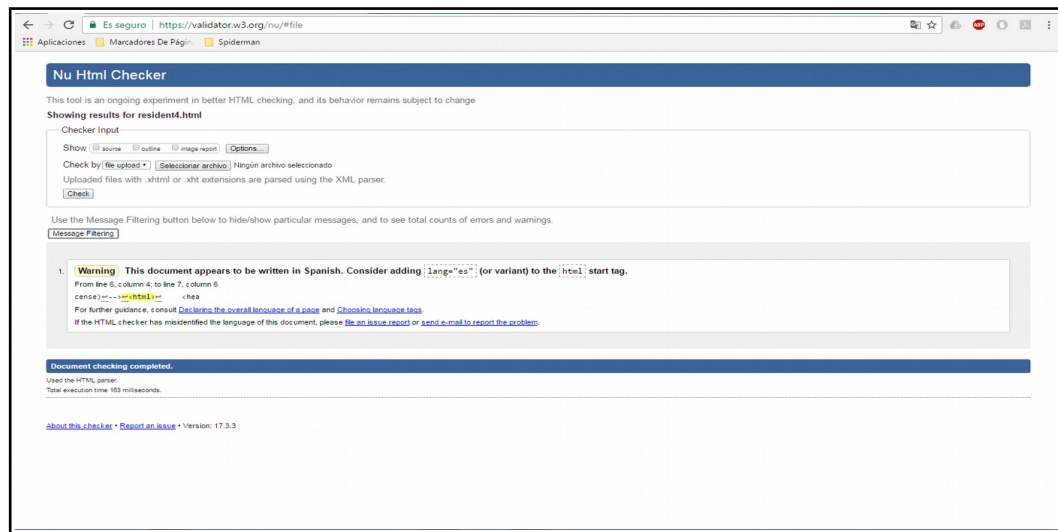 Es seguro | https://validator.w3.org/nu/#file
Aplicaciones Marcadores De Págin Spiderman
Nu Html Checker
This tool is an ongoing experiment in better HTML checking, and its behavior remains subject to change
Showing results for resident4.html
Checker Input
Show source outline image report Options...
Check by file upload Seleccionar archivo Ningún archivo seleccionado
Uploaded files with .xhtml or .xht extensions are parsed using the XML parser.
Check
Use the Message Filtering button below to hide/show particular messages, and to see total counts of errors and warnings.
Message Filtering
1. Warning This document appears to be written in Spanish. Consider adding lang="es" (or variant) to the html start tag.
From line 6, column 4; to line 7, column 6
cense)↩-->↩<html>↩ <hea
For further guidance, consult Declaring the overall language of a page and Choosing language tags.
If the HTML checker has misidentified the language of this document, please file an issue report or send e-mail to report the problem.
Document checking completed.
Used the HTML parser.
Total execution time 163 milliseconds.
About this checker • Report an issue • Version: 17.3.3